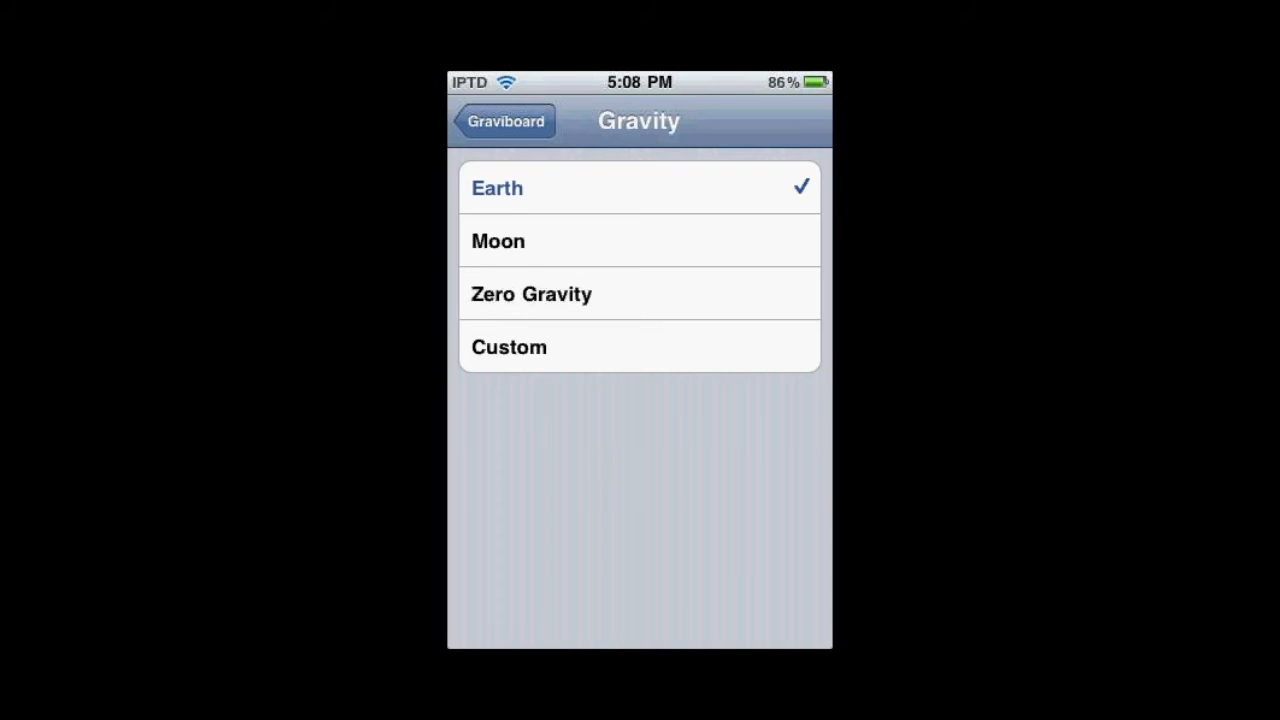 IPTD 5:08 PM 86%
Graviboard Gravity
Earth
Moon
Zero Gravity
Custom